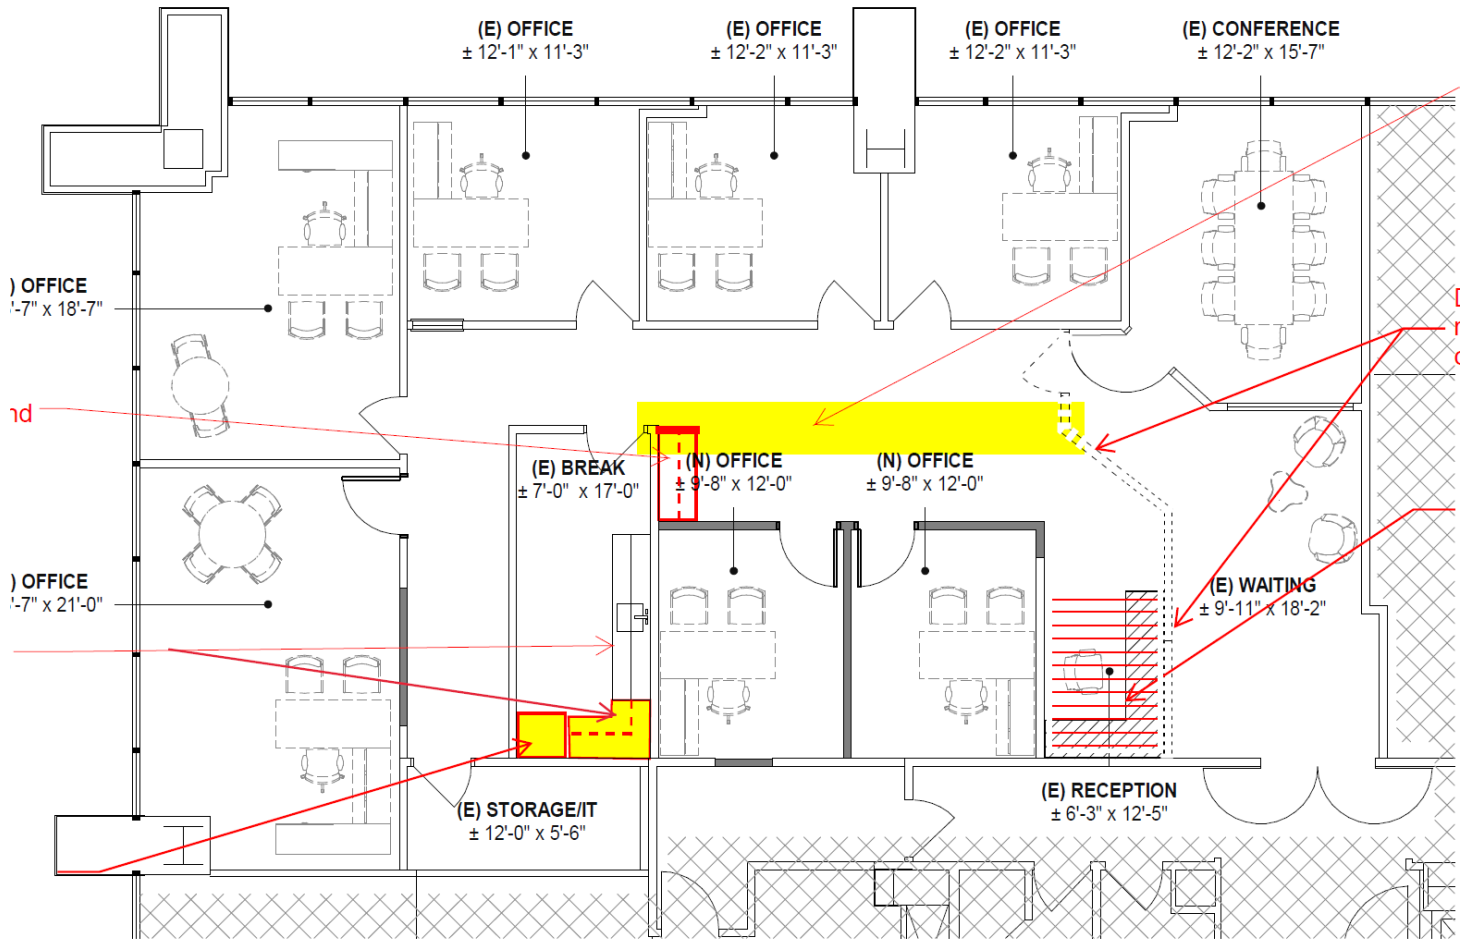 (E) OFFICE
± 12'-1" x 11'-3"
(E) OFFICE
± 12'-2" x 11'-3"
(E) OFFICE
± 12'-2" x 11'-3"
(E) CONFERENCE
± 12'-2" x 15'-7"
) OFFICE
'-7" x 18'-7"
nd
(E) BREAK
± 7'-0" x 17'-0"
(N) OFFICE
± 9'-8" x 12'-0"
(N) OFFICE
± 9'-8" x 12'-0"
) OFFICE
'-7" x 21'-0"
(E) WAITING
± 9'-11" x 18'-2"
(E) STORAGE/IT
± 12'-0" x 5'-6"
(E) RECEPTION
± 6'-3" x 12'-5"